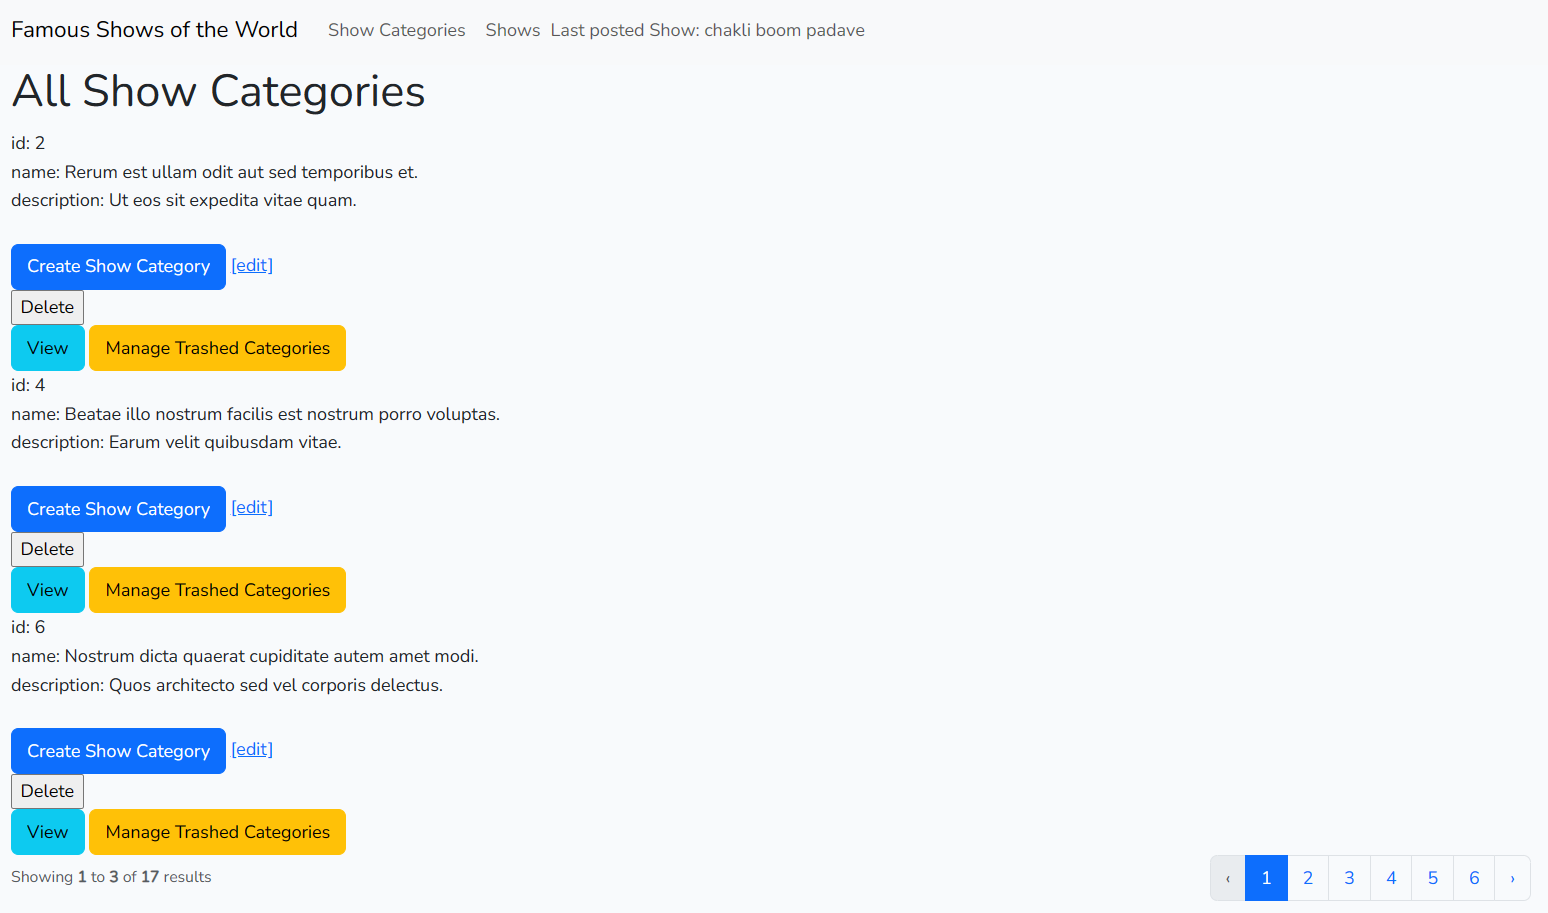 Famous Shows of the World Show Categories Shows Last posted Show: chakli boom padave
All Show Categories
id: 2
name: Rerum est ullam odit aut sed temporibus et.
description: Ut eos sit expedita vitae quam.
Create Show Category [edit]
Delete
View Manage Trashed Categories
id: 4
name: Beatae illo nostrum facilis est nostrum porro voluptas.
description: Earum velit quibusdam vitae.
Create Show Category [edit]
Delete
View Manage Trashed Categories
id: 6
name: Nostrum dicta quaerat cupiditate autem amet modi.
description: Quos architecto sed vel corporis delectus.
Create Show Category [edit]
Delete
View Manage Trashed Categories
Showing 1 to 3 of 17 results ‹ 1 2 3 4 5 6 ›